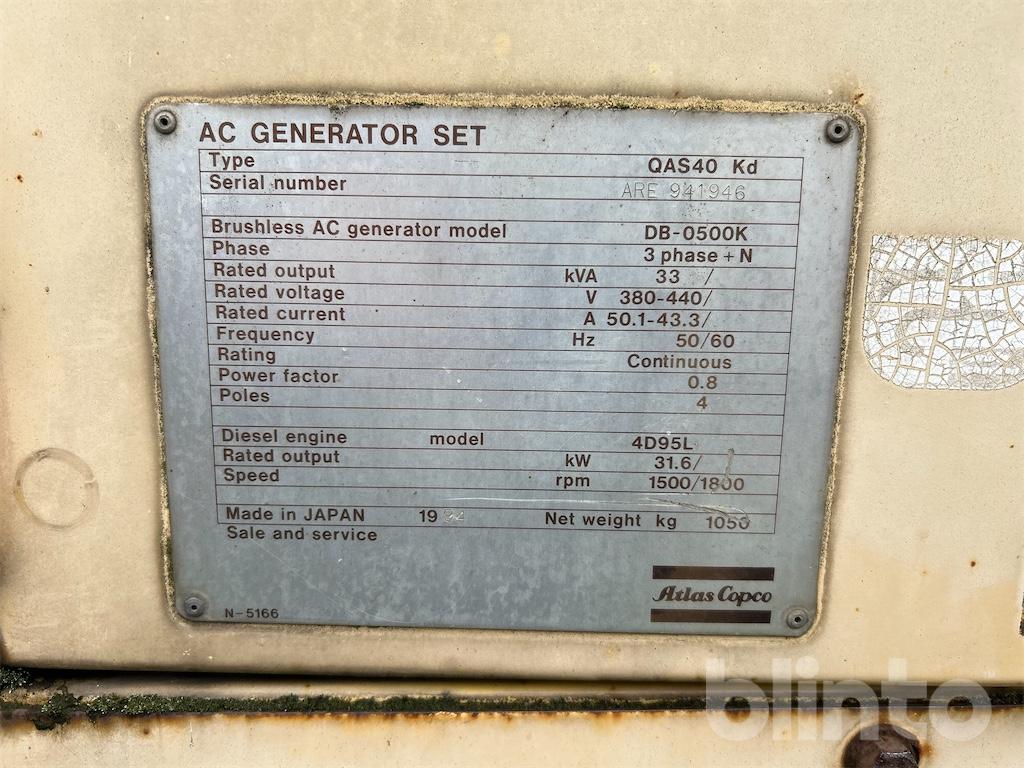 AC GENERATOR SET
Type QAS40 Kd
Serial number ARE 941946
Brushless AC generator model DB-0500K
Phase 3 phase + N
Rated output kVA 33 /
Rated voltage V 380-440/
Rated current A 50.1-43.3/
Frequency Hz 50/60
Rating Continuous
Power factor 0.8
Poles 4
Diesel engine model 4D95L
Rated output kW 31.6/
Speed rpm 1500/1800
Made in JAPAN 1994 Net weight kg 1050
Sale and service
Atlas Copco
N-5166
blinto